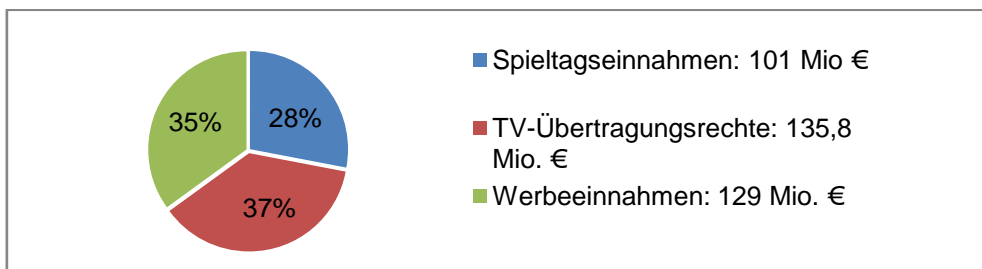 28%
37%
35%
Spieltagseinnahmen: 101 Mio €
TV-Übertragungsrechte: 135,8
Mio. €
Werbeeinnahmen: 129 Mio. €